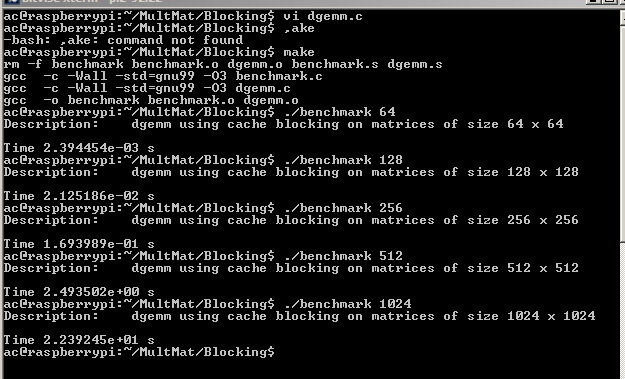 ac@raspberrypi:~/MultMat/Blocking$ vi dgemm.c
ac@raspberrypi:~/MultMat/Blocking$ ,ake
-bash: ,ake: command not found
ac@raspberrypi:~/MultMat/Blocking$ make
rm -f benchmark benchmark.o dgemm.o benchmark.s dgemm.s
gcc  -c -Wall -std=gnu99 -O3 benchmark.c
gcc  -c -Wall -std=gnu99 -O3 dgemm.c
gcc  -o benchmark benchmark.o dgemm.o
ac@raspberrypi:~/MultMat/Blocking$ ./benchmark 64
Description:    dgemm using cache blocking on matrices of size 64 x 64
Time 2.394454e-03 s
ac@raspberrypi:~/MultMat/Blocking$ ./benchmark 128
Description:    dgemm using cache blocking on matrices of size 128 x 128
Time 2.125186e-02 s
ac@raspberrypi:~/MultMat/Blocking$ ./benchmark 256
Description:    dgemm using cache blocking on matrices of size 256 x 256
Time 1.693989e-01 s
ac@raspberrypi:~/MultMat/Blocking$ ./benchmark 512
Description:    dgemm using cache blocking on matrices of size 512 x 512
Time 2.493502e+00 s
ac@raspberrypi:~/MultMat/Blocking$ ./benchmark 1024
Description:    dgemm using cache blocking on matrices of size 1024 x 1024
Time 2.239245e+01 s
ac@raspberrypi:~/MultMat/Blocking$